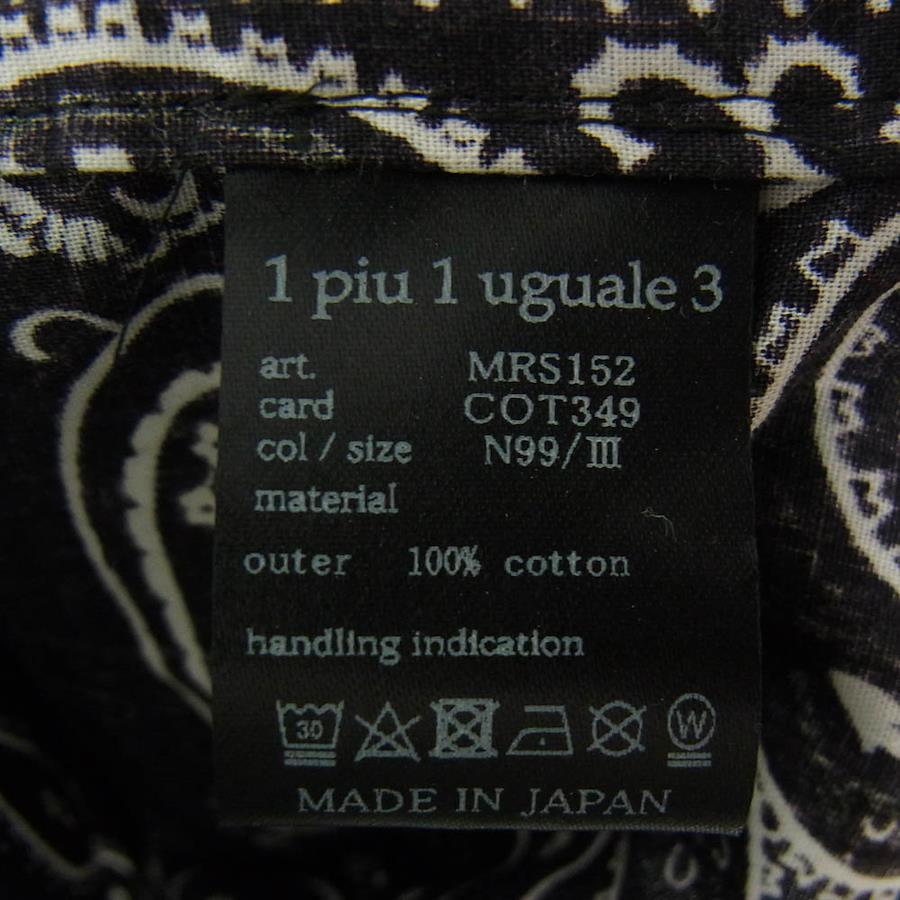 1 piu 1 uguale 3
art. MRS152
card COT349
col / size N99/Ⅲ
material
outer 100% cotton
handling indication
30 W
MADE IN JAPAN